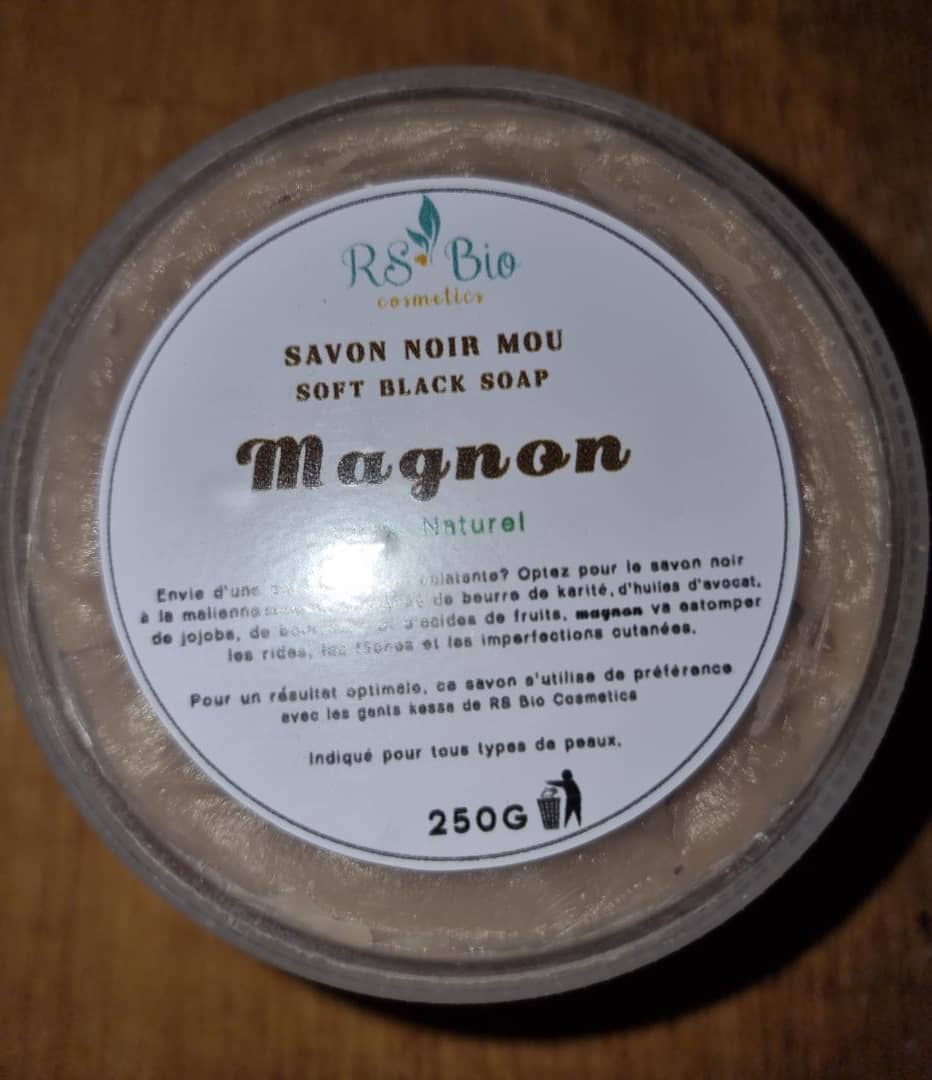 RS Bio
cosmetics
SAVON NOIR MOU
SOFT BLACK SOAP
Magnon
Naturel
Envie d'une éclatante? Optez pour le savon noir
à la malienne de beurre de karité, d'huiles d'avocat,
de jojoba, de et d'acides de fruits, magnon va estomper
les rides, les et les imperfections cutanées.
Pour un résultat optimale, ce savon s'utilise de préférence
avec les gants kessa de RS Bio Cosmetics
Indiqué pour tous types de peaux.
250G